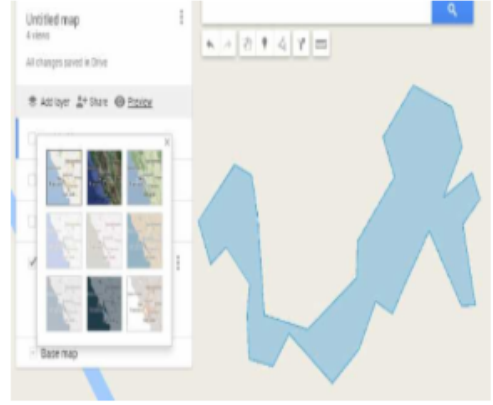 Untitled map
4 views
All changes saved in Drive
Add layer Share Preview
Base map